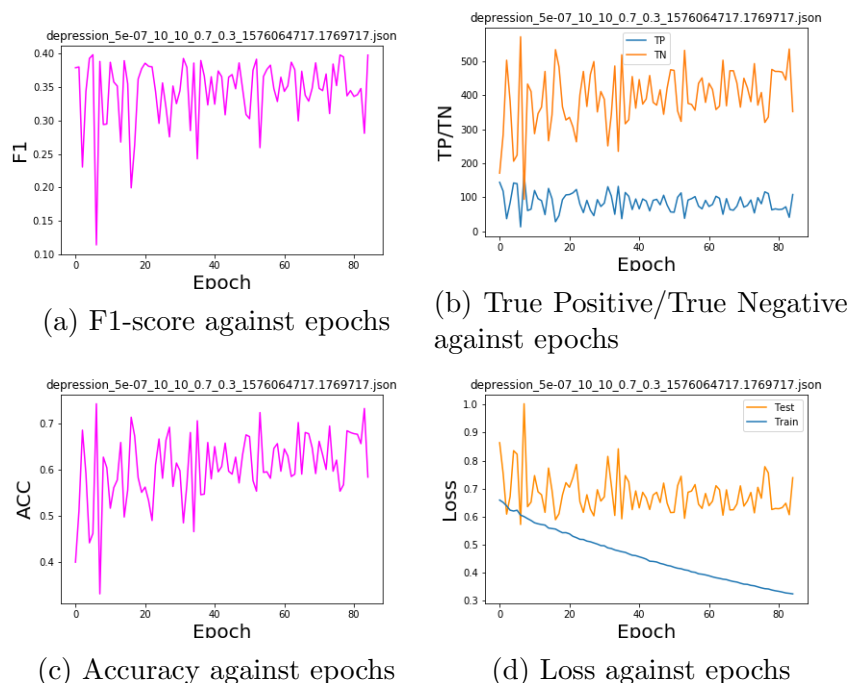 depression_5e-07_10_10_0.7_0.3_1576064717.1769717.json
0.40
0.35
0.30
0.25
0.20
0.15
0.10
F1
0 20 40 60 80
Epoch
(a) F1-score against epochs
depression_5e-07_10_10_0.7_0.3_1576064717.1769717.json
TP
TN
500
400
300
200
100
0
TP/TN
0 20 40 60 80
Epoch
(b) True Positive/True Negative
against epochs
depression_5e-07_10_10_0.7_0.3_1576064717.1769717.json
0.7
0.6
0.5
0.4
ACC
0 20 40 60 80
Epoch
(c) Accuracy against epochs
depression_5e-07_10_10_0.7_0.3_1576064717.1769717.json
Test
Train
1.0
0.9
0.8
0.7
0.6
0.5
0.4
0.3
Loss
0 20 40 60 80
Epoch
(d) Loss against epochs